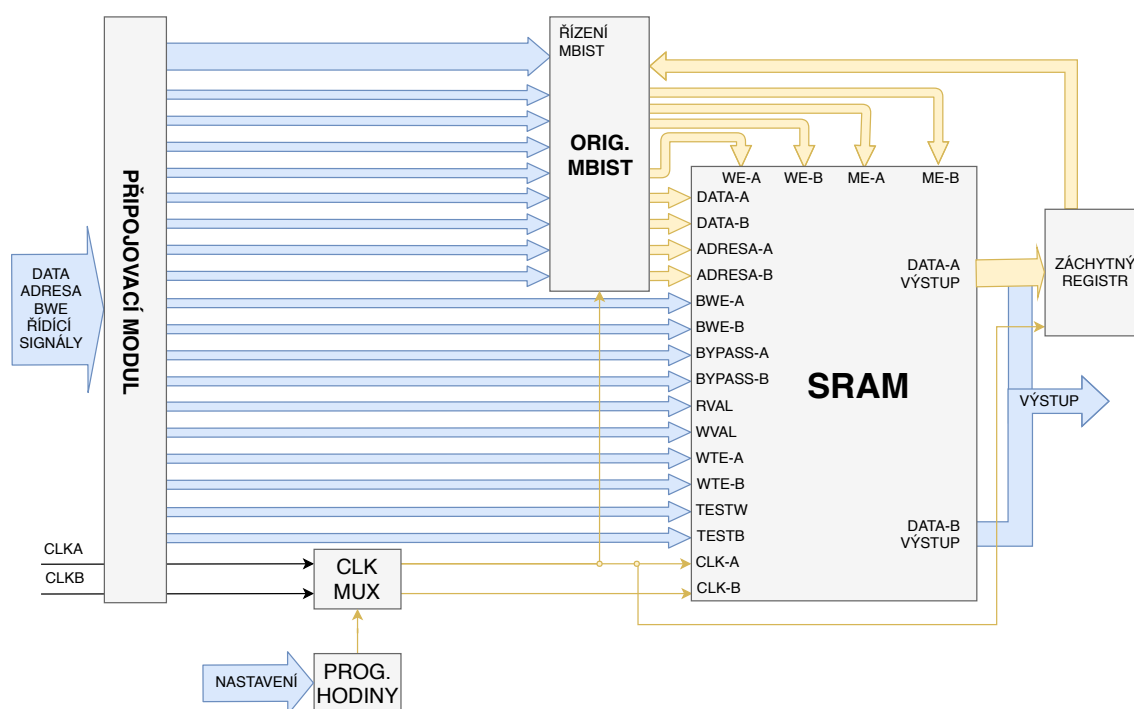 ŘÍZENÍ
MBIST
ORIG.
MBIST
PŘIPOJOVACÍ MODUL
DATA
ADRESA
BWE
ŘÍDÍCÍ
SIGNÁLY
WE-A
WE-B
ME-A
ME-B
DATA-A
DATA-B
ADRESA-A
ADRESA-B
BWE-A
BWE-B
BYPASS-A
BYPASS-B
RVAL
WVAL
WTE-A
WTE-B
TESTW
TESTB
CLK-A
CLK-B
SRAM
DATA-A
VÝSTUP
DATA-B
VÝSTUP
ZÁCHYTNÝ
REGISTR
VÝSTUP
CLKA
CLKB
CLK
MUX
NASTAVENÍ
PROG.
HODINY